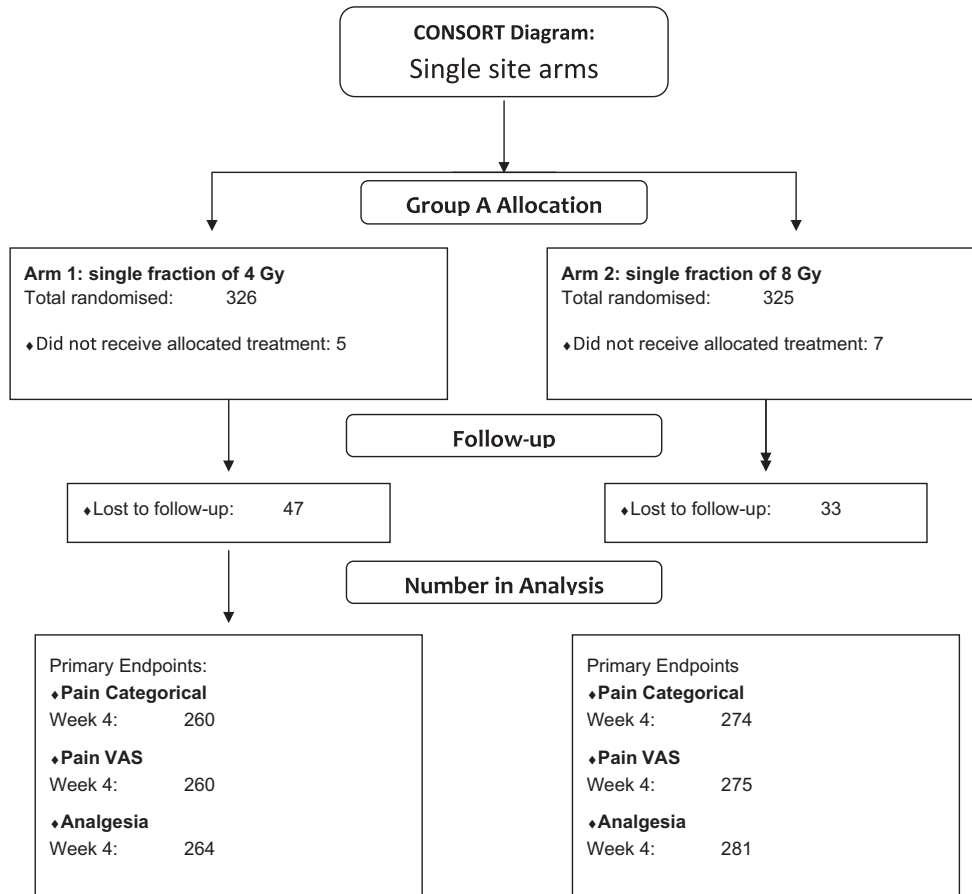 CONSORT Diagram:
Single site arms
Group A Allocation
Arm 1: single fraction of 4 Gy
Total randomised: 326
♦Did not receive allocated treatment: 5
Arm 2: single fraction of 8 Gy
Total randomised: 325
♦Did not receive allocated treatment: 7
Follow-up
♦Lost to follow-up: 47
♦Lost to follow-up: 33
Number in Analysis
Primary Endpoints:
♦Pain Categorical
Week 4: 260
♦Pain VAS
Week 4: 260
♦Analgesia
Week 4: 264
Primary Endpoints
♦Pain Categorical
Week 4: 274
♦Pain VAS
Week 4: 275
♦Analgesia
Week 4: 281